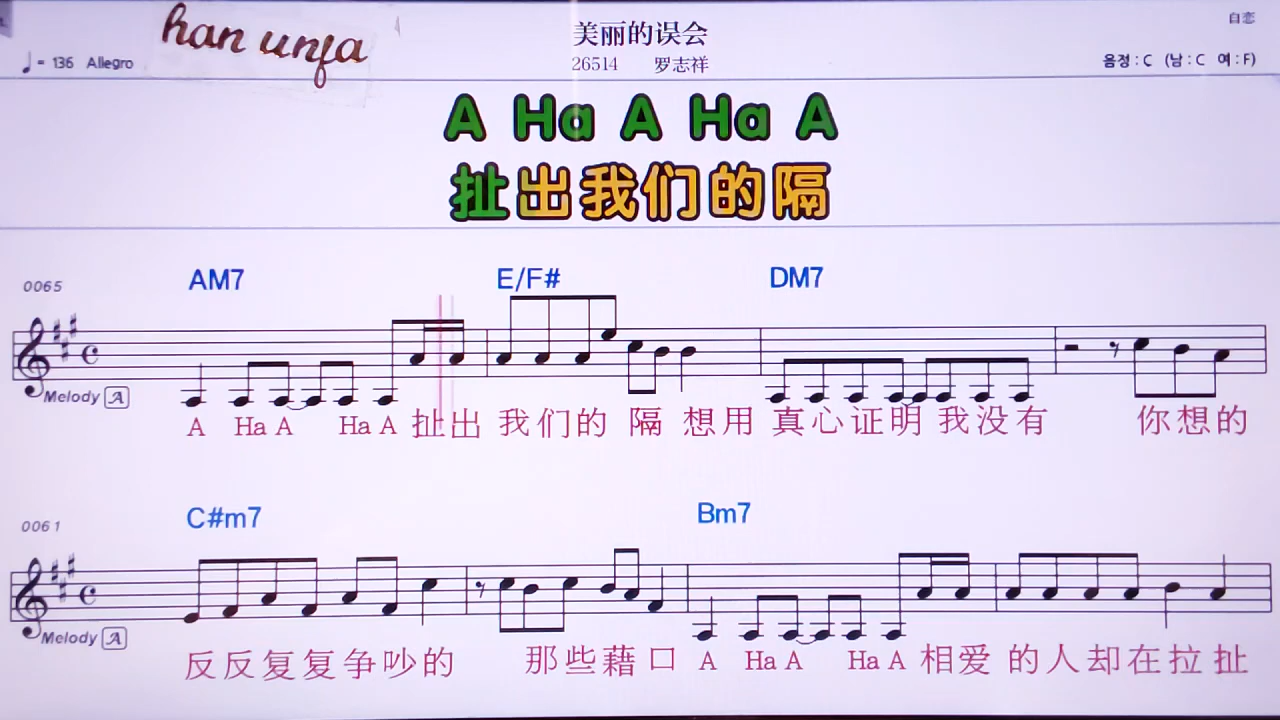 han unfa
美丽的误会
白恋
♩= 136 Allegro
26514 罗志祥
음정 : C (남 : C 여 : F)
A Ha A Ha A
扯出我们的隔
0065
AM7 E/F# DM7
Melody A
A Ha A Ha A 扯出 我们的 隔 想用 真心证明 我没有 你想的
0061
C#m7 Bm7
Melody A
反反复复争吵的 那些藉口 A Ha A Ha A 相爱 的人却在拉扯